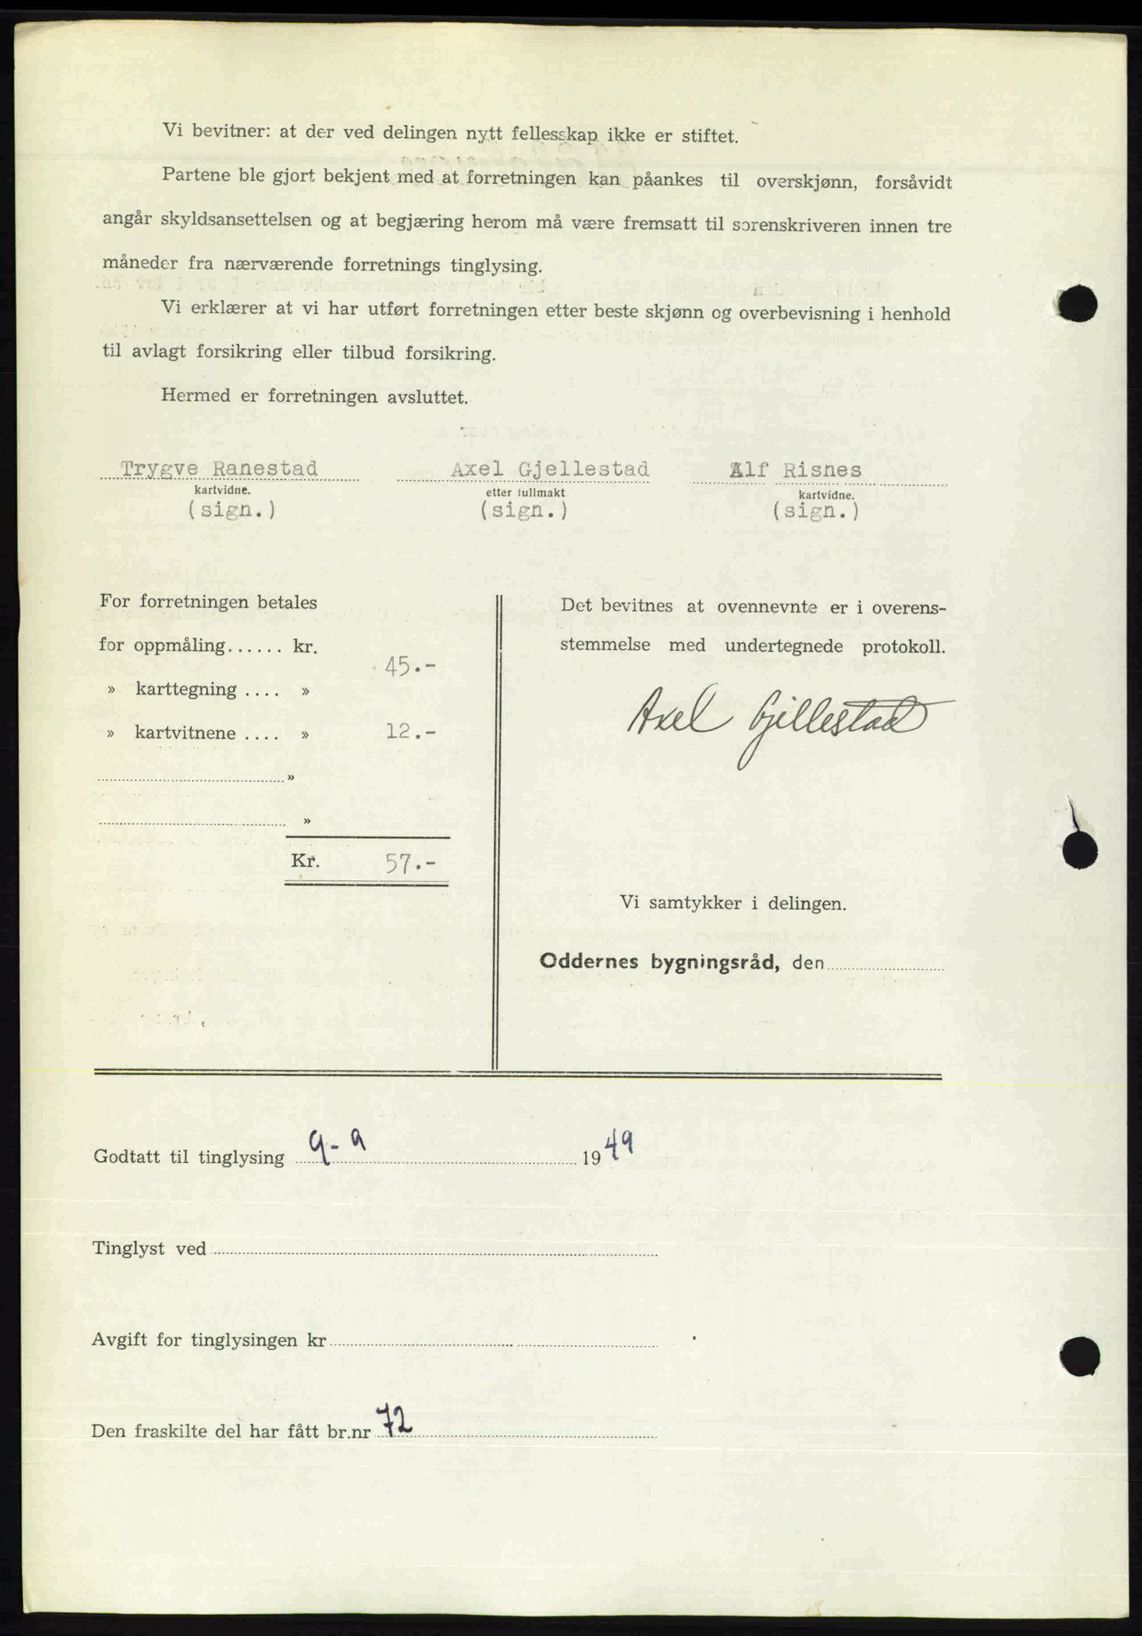 Vi bevitner: at der ved delingen nytt fellesskap ikke er stiftet.
Partene ble gjort bekjent med at forretningen kan påankes til overskjønn, forsåvidt
angår skyldsansettelsen og at begjæring herom må være fremsatt til sorenskriveren innen tre
måneder fra nærværende forretnings tinglysing.
Vi erklærer at vi har utført forretningen etter beste skjønn og overbevisning i henhold
til avlagt forsikring eller tilbud forsikring.
Hermed er forretningen avsluttet.
Trygve Ranestad Axel Gjellestad Alf Risnes
kartvidne. etter fullmakt kartvidne.
(sign.) (sign.) (sign.)
For forretningen betales
for oppmåling...... kr. 45.-
» karttegning .... »
» kartvitnene .... » 12.-
»
»
Kr. 57.-
Det bevitnes at ovennevnte er i overens-
stemmelse med undertegnede protokoll.
Axel Gjellestad
Vi samtykker i delingen.
Oddernes bygningsråd, den
Godtatt til tinglysing 9-9 1949
Tinglyst ved
Avgift for tinglysingen kr
Den fraskilte del har fått br.nr 72